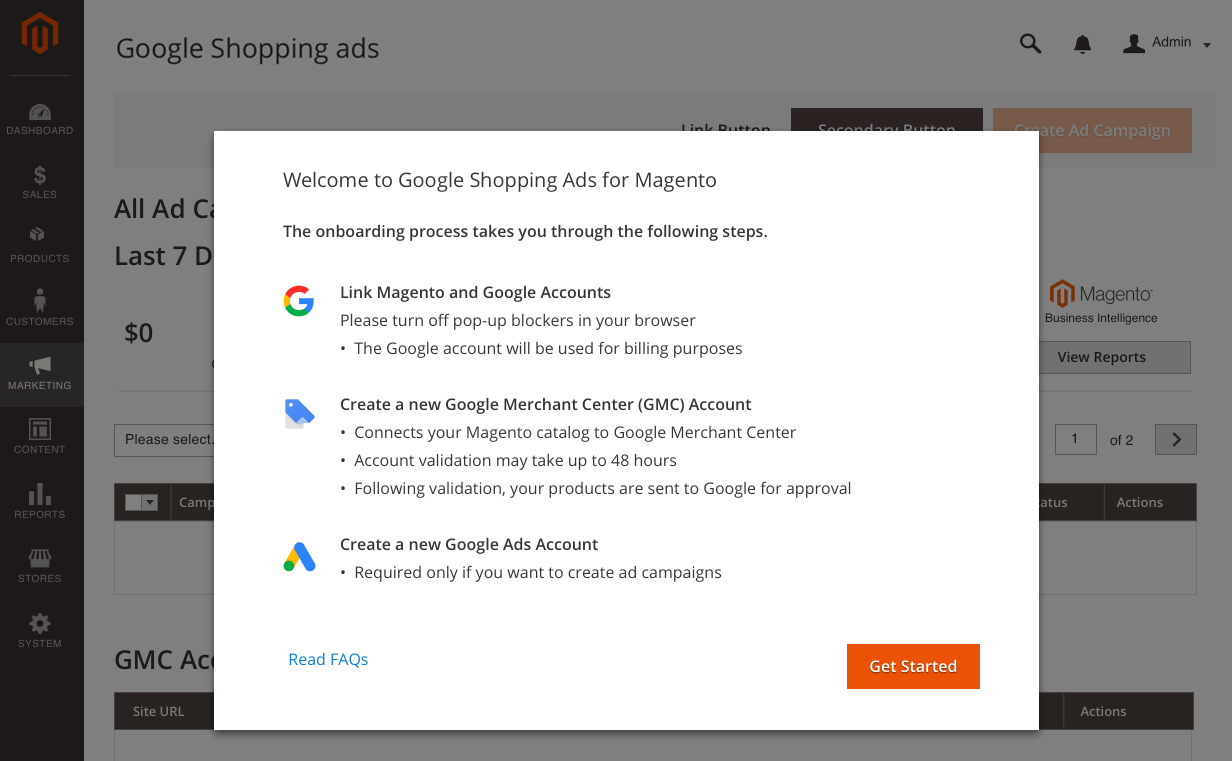 Google Shopping ads
Admin
DASHBOARD
SALES
PRODUCTS
CUSTOMERS
MARKETING
CONTENT
REPORTS
STORES
SYSTEM
Link Button
Secondary Button
Create Ad Campaign
All Ad
Last 7
$0
Magento
Business Intelligence
View Reports
Please select.
1
of 2
Actions
GMC
Site URL
Actions
Welcome to Google Shopping Ads for Magento
The onboarding process takes you through the following steps.
Link Magento and Google Accounts
Please turn off pop-up blockers in your browser
• The Google account will be used for billing purposes
Create a new Google Merchant Center (GMC) Account
• Connects your Magento catalog to Google Merchant Center
• Account validation may take up to 48 hours
• Following validation, your products are sent to Google for approval
Create a new Google Ads Account
• Required only if you want to create ad campaigns
Read FAQs
Get Started